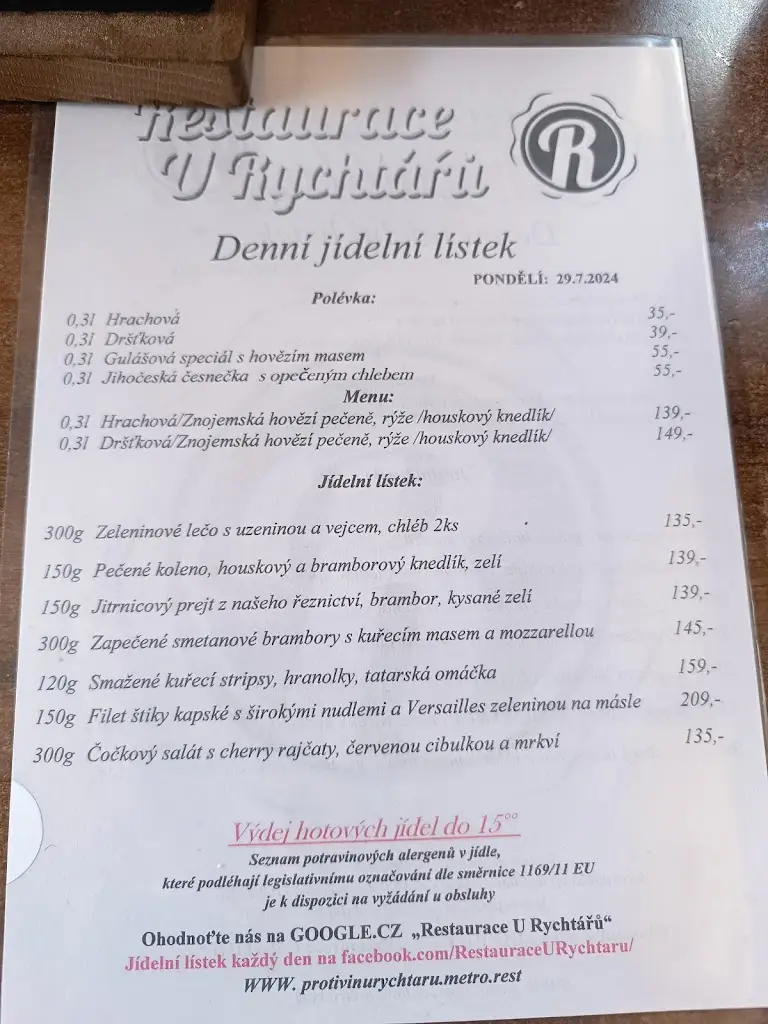 Restaurace
U Rychtářů
R
Denní jídelní lístek
PONDĚLÍ: 29.7.2024
Polévka:
0,3l Hrachová 35,-
0,3l Dršťková 39,-
0,3l Gulášová speciál s hovězím masem 55,-
0,3l Jihočeská česnečka s opečeným chlebem 55,-
Menu:
0,3l Hrachová/Znojemská hovězí pečeně, rýže /houskový knedlík/ 139,-
0,3l Dršťková/Znojemská hovězí pečeně, rýže /houskový knedlík/ 149,-
Jídelní lístek:
300g Zeleninové lečo s uzeninou a vejcem, chléb 2ks 135,-
150g Pečené koleno, houskový a bramborový knedlík, zelí 139,-
150g Jitrnicový prejt z našeho řeznictví, brambor, kysané zelí 139,-
300g Zapečené smetanové brambory s kuřecím masem a mozzarellou 145,-
120g Smažené kuřecí stripsy, hranolky, tatarská omáčka 159,-
150g Filet štiky kapské s širokými nudlemi a Versailles zeleninou na másle 209,-
300g Čočkový salát s cherry rajčaty, červenou cibulkou a mrkví 135,-
Výdej hotových jídel do 15°°
Seznam potravinových alergenů v jídle,
které podléhají legislativnímu označování dle směrnice 1169/11 EU
je k dispozici na vyžádání u obsluhy
Ohodnoťte nás na GOOGLE.CZ „Restaurace U Rychtářů“
Jídelní lístek každý den na facebook.com/RestauraceURychtaru/
WWW. protivinurychtaru.metro.rest